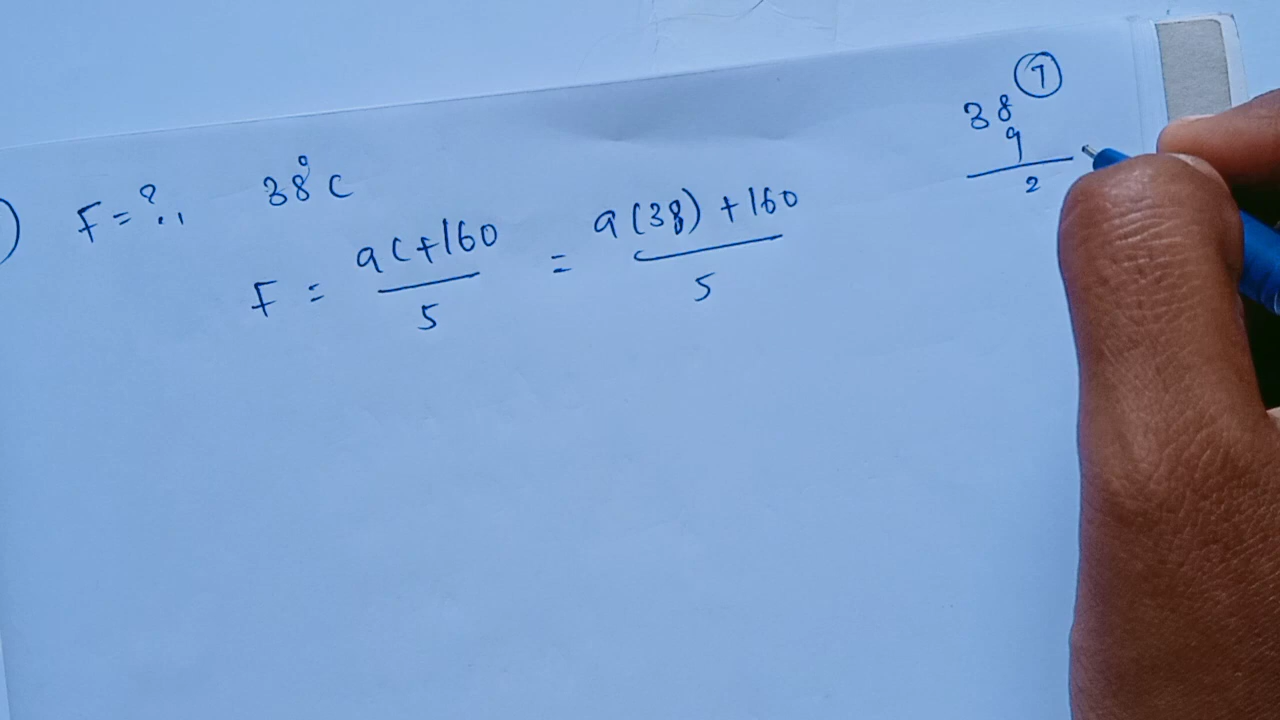 ) F = ?.. 38°C
F = 9C+160/5 = 9(38)+160/5
7
38
9
2